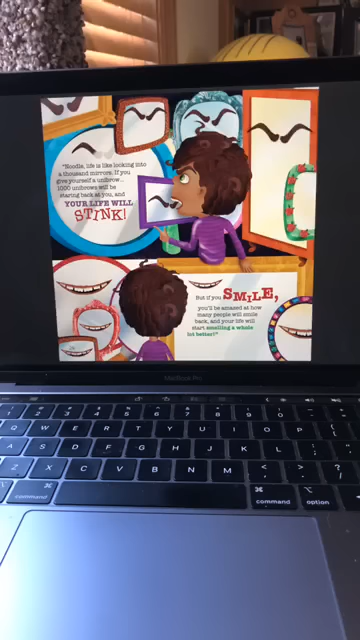 "Noodle, life is like looking into
a thousand mirrors. If you
give yourself a unibrow...
1000 unibrows will be
staring back at you, and
YOUR LIFE WILL
STINK!
But if you SMILE,
you'll be amazed at how
many people will smile
back, and your life will
start smelling a whole
lot better!"
MacBook Pro
Q W E R T Y U I O P
A S D F G H J K L
Z X C V B N M
command command option